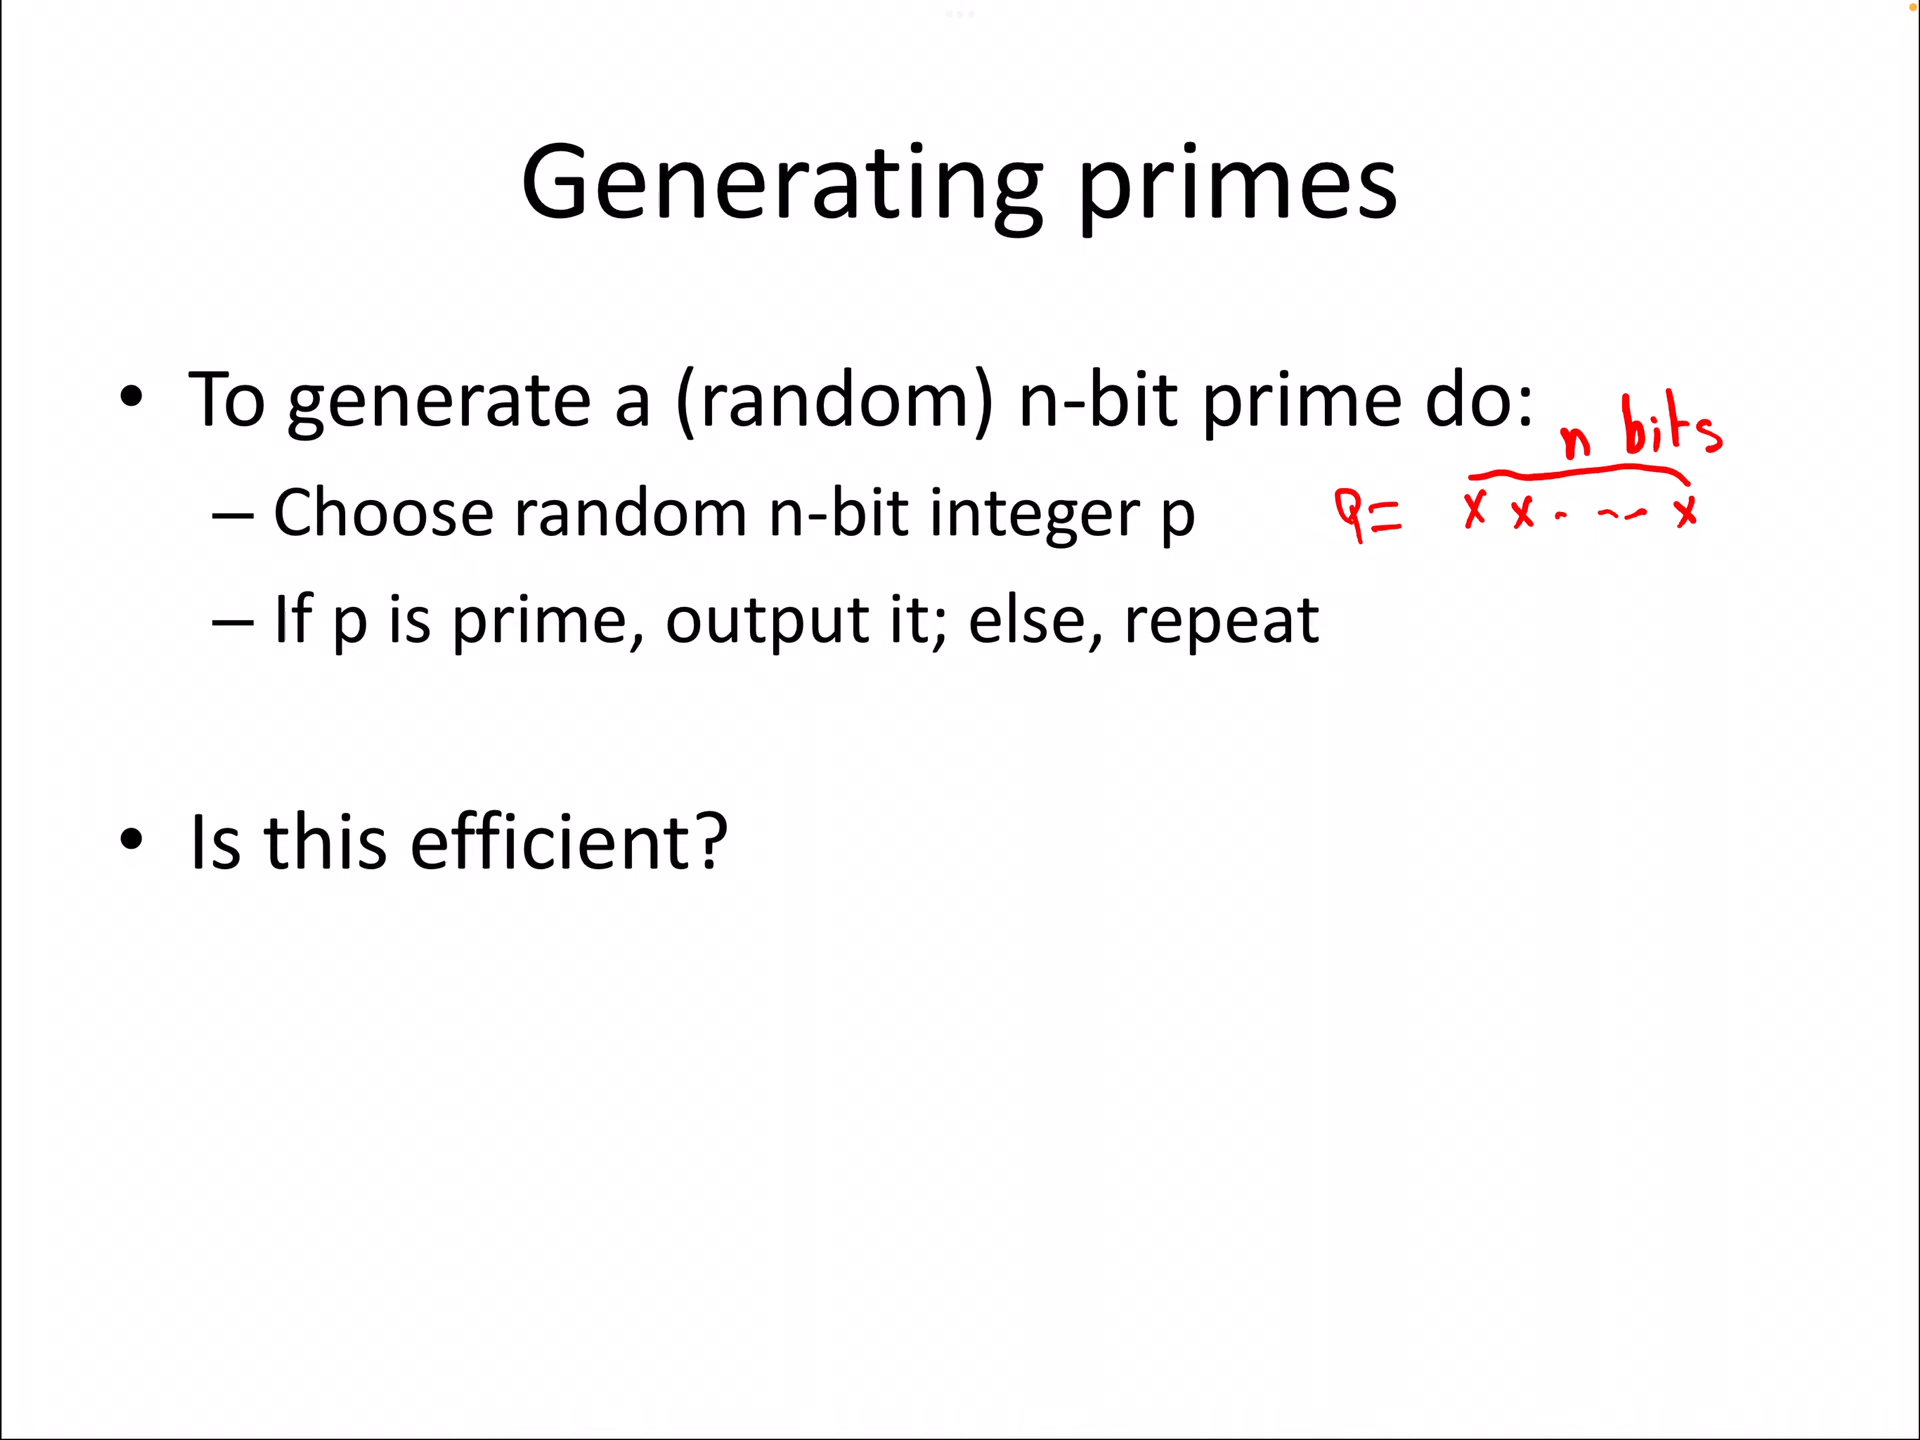 Generating primes
• To generate a (random) n-bit prime do:
n bits
– Choose random n-bit integer p
P= x x - --- x
– If p is prime, output it; else, repeat
• Is this efficient?